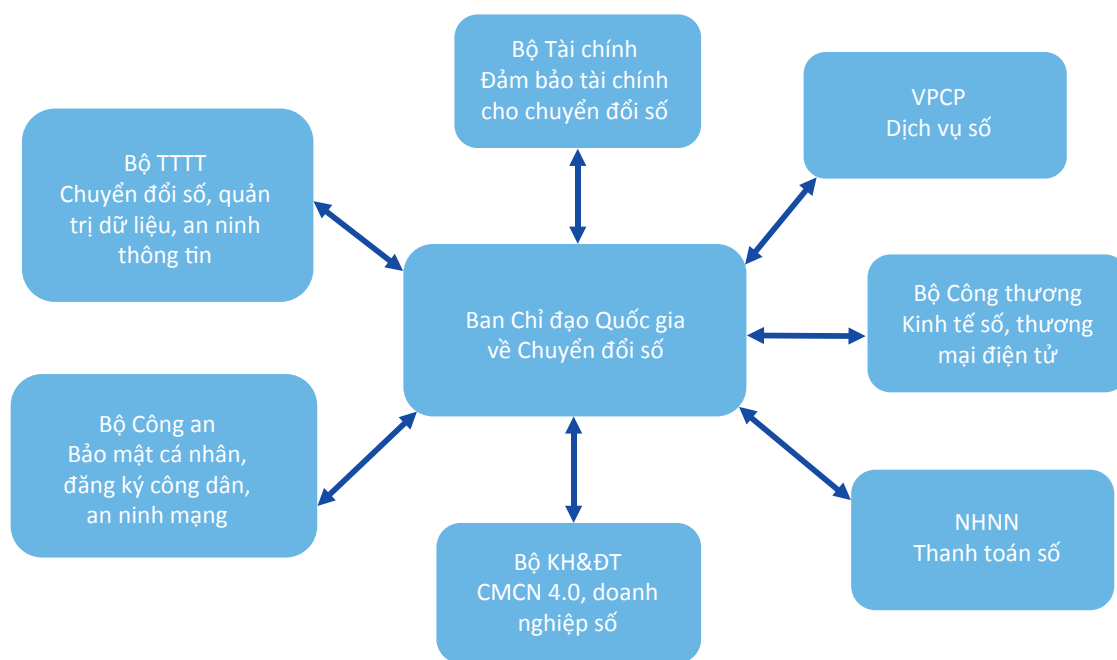 Bộ Tài chính
Đảm bảo tài chính
cho chuyển đổi số
VPCP
Dịch vụ số
Bộ TTTT
Chuyển đổi số, quản
trị dữ liệu, an ninh
thông tin
Ban Chỉ đạo Quốc gia
về Chuyển đổi số
Bộ Công thương
Kinh tế số, thương
mại điện tử
Bộ Công an
Bảo mật cá nhân,
đăng ký công dân,
an ninh mạng
Bộ KH&ĐT
CMCN 4.0, doanh
nghiệp số
NHNN
Thanh toán số